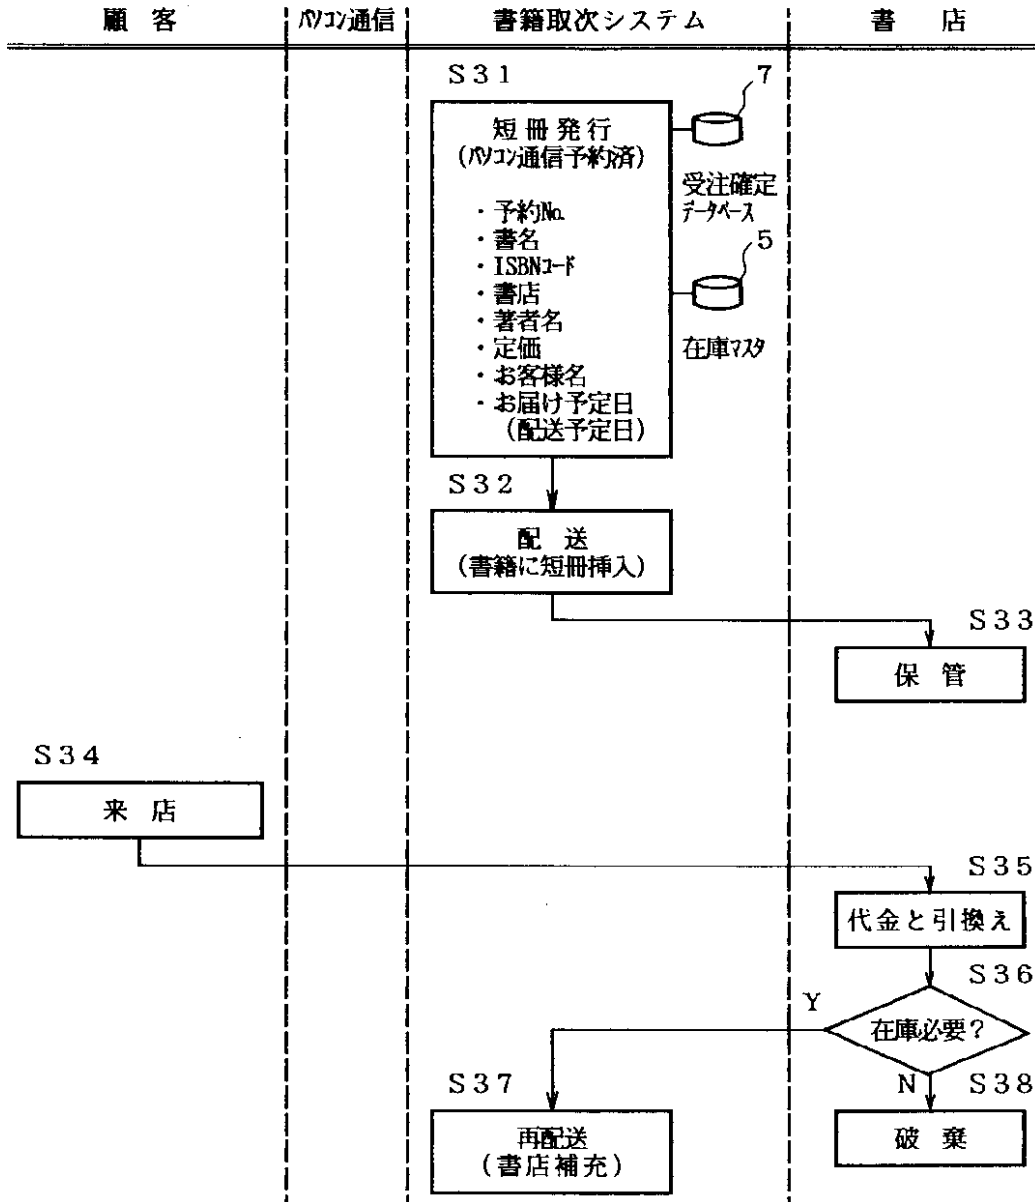 顧客 パソコン通信 書籍取次システム 書店
S31
7
短冊発行
(パソコン通信予約済)
受注確定
データベース
・予約No.
・書名
・ISBNコード
・書店
・著者名
・定価
・お客様名
・お届け予定日
(配送予定日)
5
在庫マスタ
S32
配送
(書籍に短冊挿入)
S33
保管
S34
来店
S35
代金と引換え
S36
在庫必要?
Y
N
S37
再配送
(書店補充)
S38
破棄